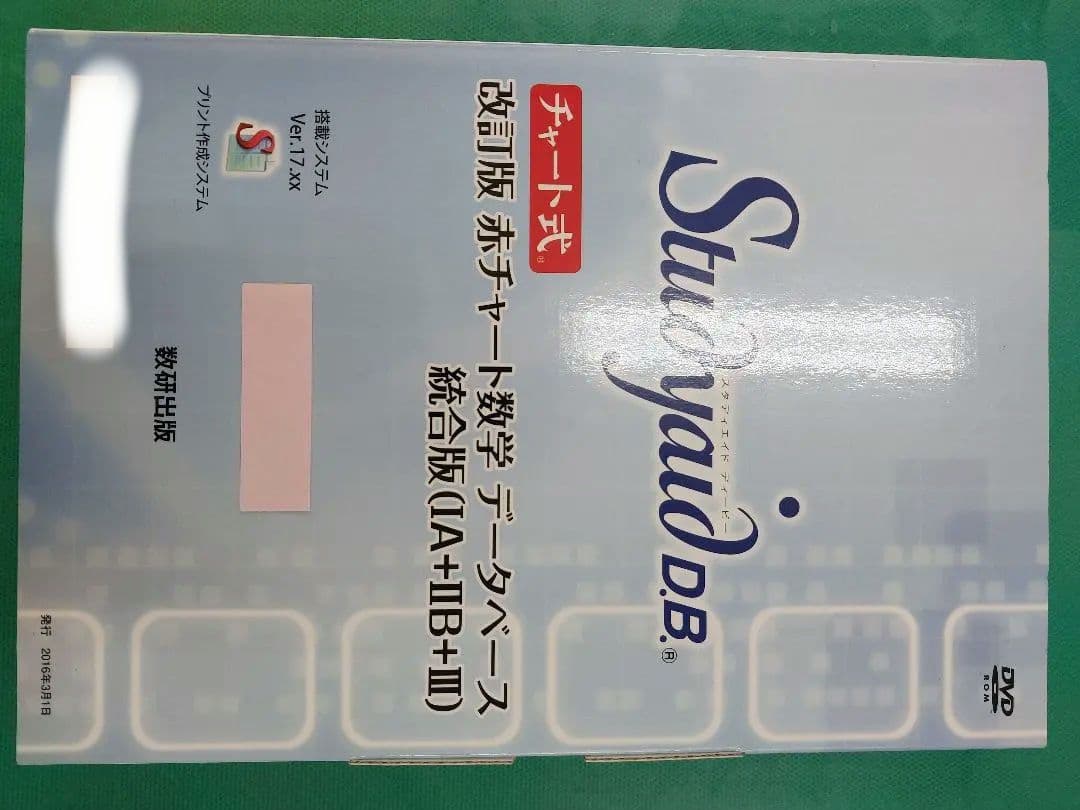 DVD
ROM
Studyaid D.B.®
スタディエイド ディービー
チャート式®
改訂版 赤チャート数学 データベース
統合版(ⅠA+ⅡB+Ⅲ)
搭載システム
Ver.17.xx
S
プリント作成システム
数研出版
発行 2016年3月1日